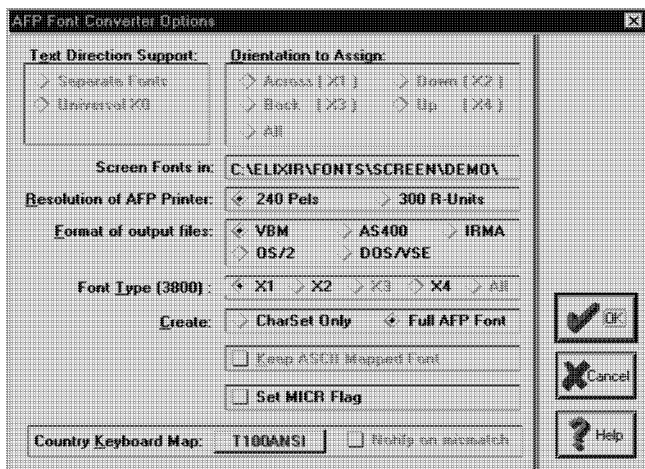 AFP Font Converter Options
Text Direction Support:
Separate Fonts
Universal X0
Orientation to Assign:
Across ( X1 )
Down ( X2 )
Back ( X3 )
Up ( X4 )
All
Screen Fonts in: C:\ELIXIR\FONTS\SCREEN\DEMO\
Resolution of AFP Printer: 240 Pels 300 R-Units
Format of output files: VBM AS400 IRMA
OS/2 DOS/VSE
Font Type (3800) : X1 X2 X3 X4 All
Create: CharSet Only Full AFP Font
Keep ASCII Mapped Font
Set MICR Flag
Country Keyboard Map: T100ANSI Notify on mismatch
OK
Cancel
Help